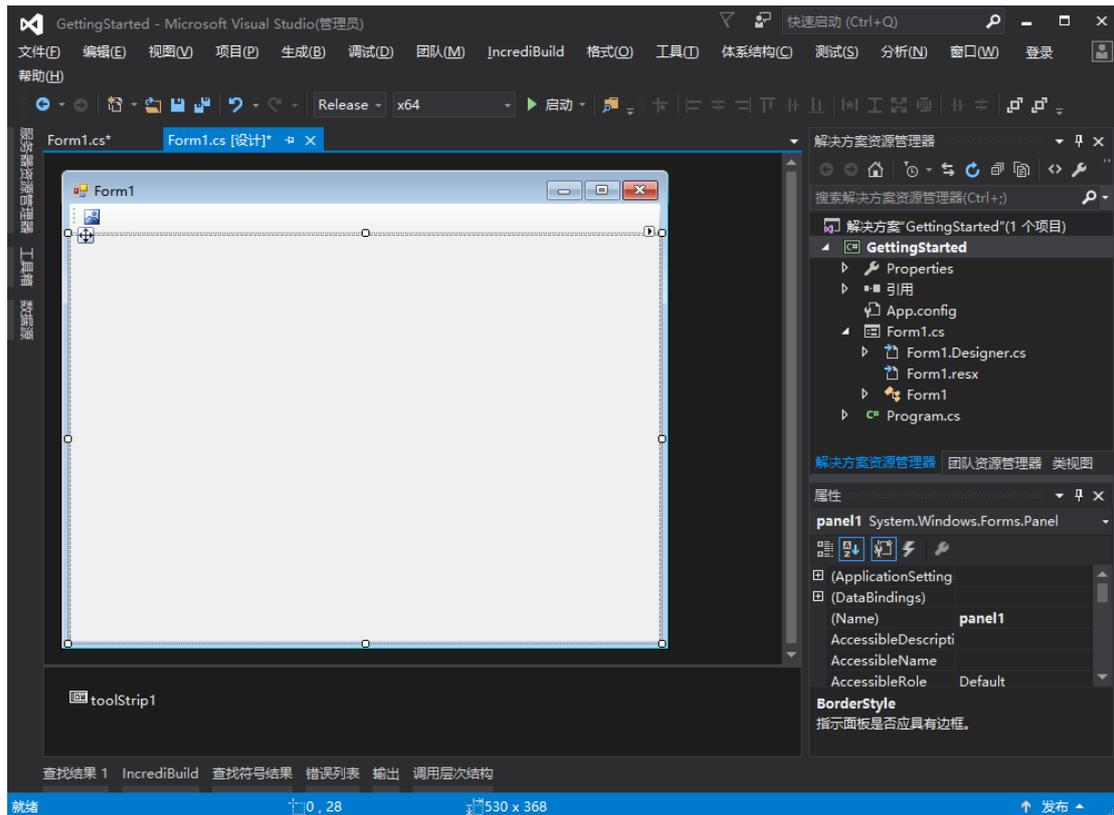 GettingStarted - Microsoft Visual Studio(管理员)
快速启动 (Ctrl+Q)
文件(F) 编辑(E) 视图(V) 项目(P) 生成(B) 调试(D) 团队(M) IncrediBuild 格式(O) 工具(T) 体系结构(C) 测试(S) 分析(N) 窗口(W) 登录
帮助(H)
Release x64 启动
服务器资源管理器
工具箱
数据源
Form1.cs* Form1.cs [设计]*
Form1
toolStrip1
解决方案资源管理器
搜索解决方案资源管理器(Ctrl+;)
解决方案"GettingStarted"(1 个项目)
C# GettingStarted
Properties
引用
App.config
Form1.cs
Form1.Designer.cs
Form1.resx
Form1
C# Program.cs
解决方案资源管理器 团队资源管理器 类视图
属性
panel1 System.Windows.Forms.Panel
(ApplicationSetting
(DataBindings)
(Name) panel1
AccessibleDescripti
AccessibleName
AccessibleRole Default
BorderStyle
指示面板是否应具有边框。
查找结果 1 IncrediBuild 查找符号结果 错误列表 输出 调用层次结构
就绪 0 , 28 530 x 368 发布